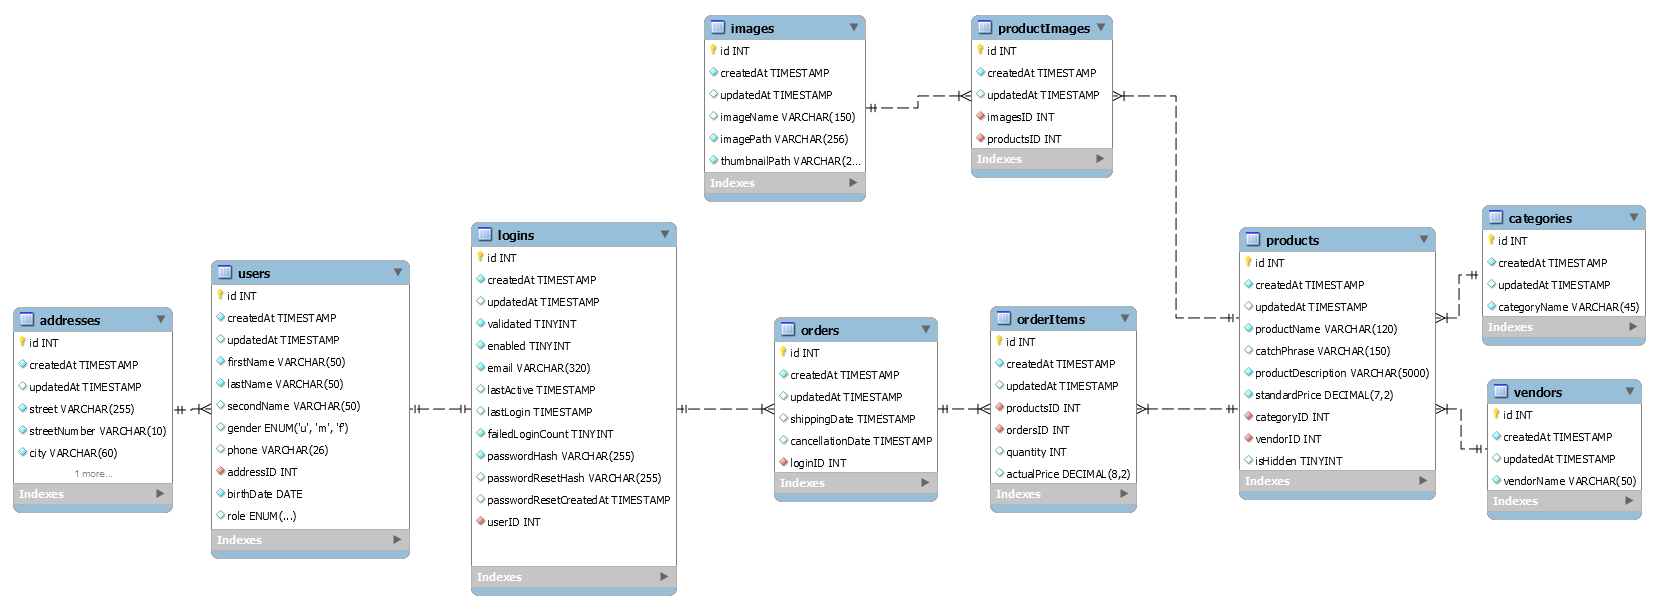 images
id INT
createdAt TIMESTAMP
updatedAt TIMESTAMP
imageName VARCHAR(150)
imagePath VARCHAR(256)
thumbnailPath VARCHAR(2...
Indexes
productImages
id INT
createdAt TIMESTAMP
updatedAt TIMESTAMP
imagesID INT
productsID INT
Indexes
addresses
id INT
createdAt TIMESTAMP
updatedAt TIMESTAMP
street VARCHAR(255)
streetNumber VARCHAR(10)
city VARCHAR(60)
1 more...
Indexes
users
id INT
createdAt TIMESTAMP
updatedAt TIMESTAMP
firstName VARCHAR(50)
lastName VARCHAR(50)
secondName VARCHAR(50)
gender ENUM('u', 'm', 'f')
phone VARCHAR(26)
addressID INT
birthDate DATE
role ENUM(...)
Indexes
logins
id INT
createdAt TIMESTAMP
updatedAt TIMESTAMP
validated TINYINT
enabled TINYINT
email VARCHAR(320)
lastActive TIMESTAMP
lastLogin TIMESTAMP
failedLoginCount TINYINT
passwordHash VARCHAR(255)
passwordResetHash VARCHAR(255)
passwordResetCreatedAt TIMESTAMP
userID INT
Indexes
orders
id INT
createdAt TIMESTAMP
updatedAt TIMESTAMP
shippingDate TIMESTAMP
cancellationDate TIMESTAMP
loginID INT
Indexes
orderItems
id INT
createdAt TIMESTAMP
updatedAt TIMESTAMP
productsID INT
ordersID INT
quantity INT
actualPrice DECIMAL(8,2)
Indexes
products
id INT
createdAt TIMESTAMP
updatedAt TIMESTAMP
productName VARCHAR(120)
catchPhrase VARCHAR(150)
productDescription VARCHAR(5000)
standardPrice DECIMAL(7,2)
categoryID INT
vendorID INT
isHidden TINYINT
Indexes
categories
id INT
createdAt TIMESTAMP
updatedAt TIMESTAMP
categoryName VARCHAR(45)
Indexes
vendors
id INT
createdAt TIMESTAMP
updatedAt TIMESTAMP
vendorName VARCHAR(50)
Indexes